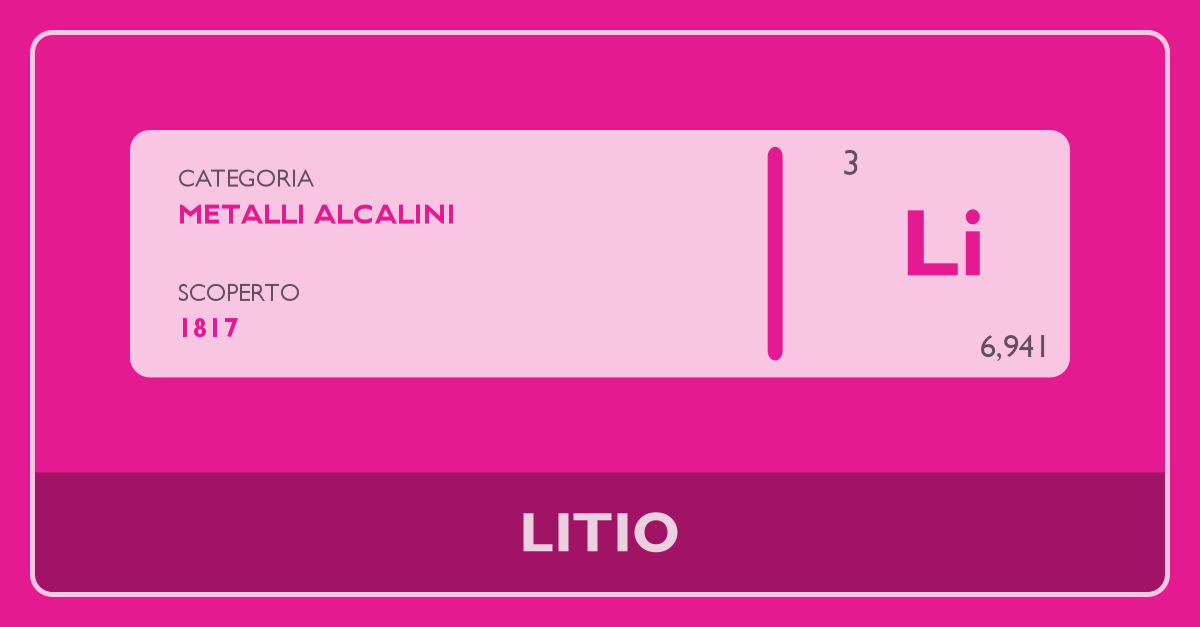 CATEGORIA
METALLI ALCALINI
SCOPERTO
1817
3
Li
6,941
LITIO